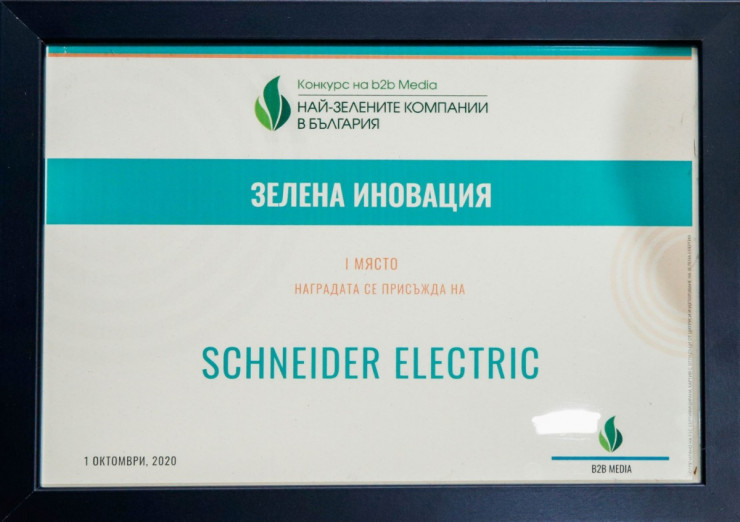 Конкурс на b2b Media
НАЙ-ЗЕЛЕНИТЕ КОМПАНИИ
В БЪЛГАРИЯ
ЗЕЛЕНА ИНОВАЦИЯ
I МЯСТО
НАГРАДАТА СЕ ПРИСЪЖДА НА
SCHNEIDER ELECTRIC
1 ОКТОМВРИ, 2020
B2B MEDIA